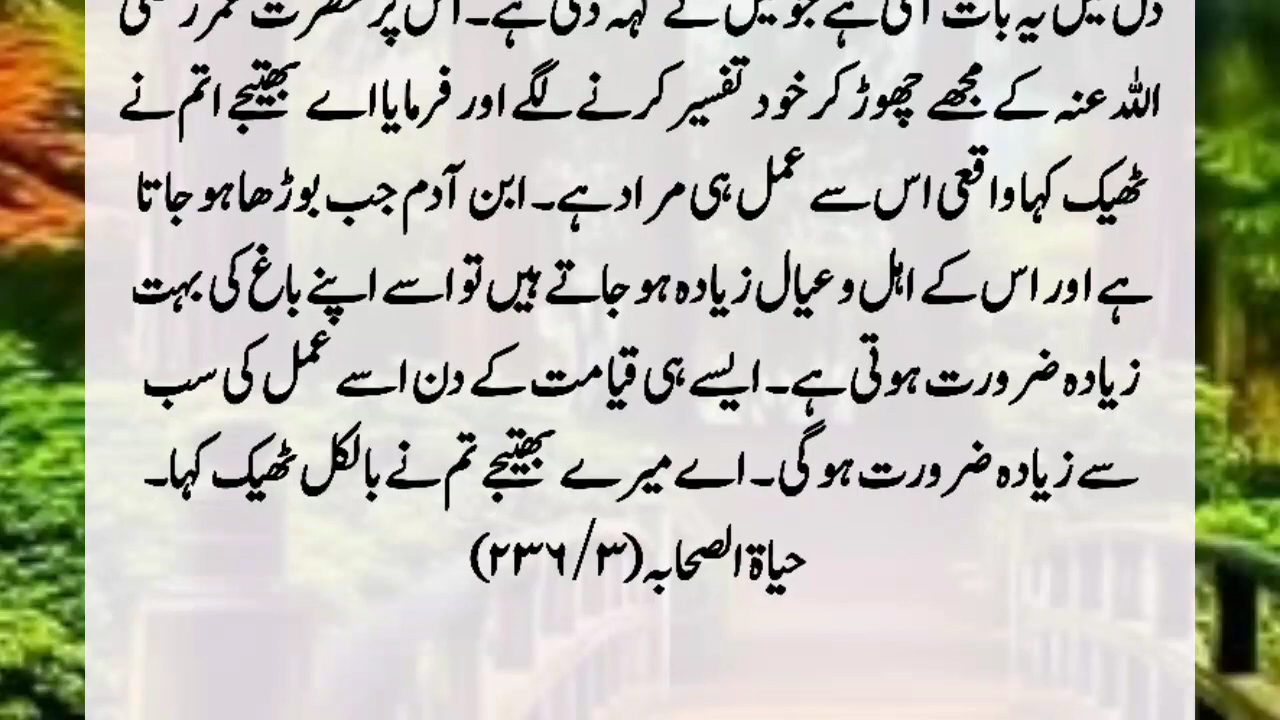 دل میں یہ بات آئی ہے جو میں نے کہہ دی ہے۔ اس پر حضرت عمر رضی
اللہ عنہ کے مجھے چھوڑ کر خود تفسیر کرنے لگے اور فرمایا اے بھتیجے! تم نے
ٹھیک کہا واقعی اس سے عمل ہی مراد ہے۔ ابن آدم جب بوڑھا ہو جاتا
ہے اور اس کے اہل و عیال زیادہ ہو جاتے ہیں تو اسے اپنے باغ کی بہت
زیادہ ضرورت ہوتی ہے۔ ایسے ہی قیامت کے دن اسے عمل کی سب
سے زیادہ ضرورت ہو گی۔ اے میرے بھتیجے تم نے بالکل ٹھیک کہا۔
حیاۃ الصحابہ (۲۳۶/۳)